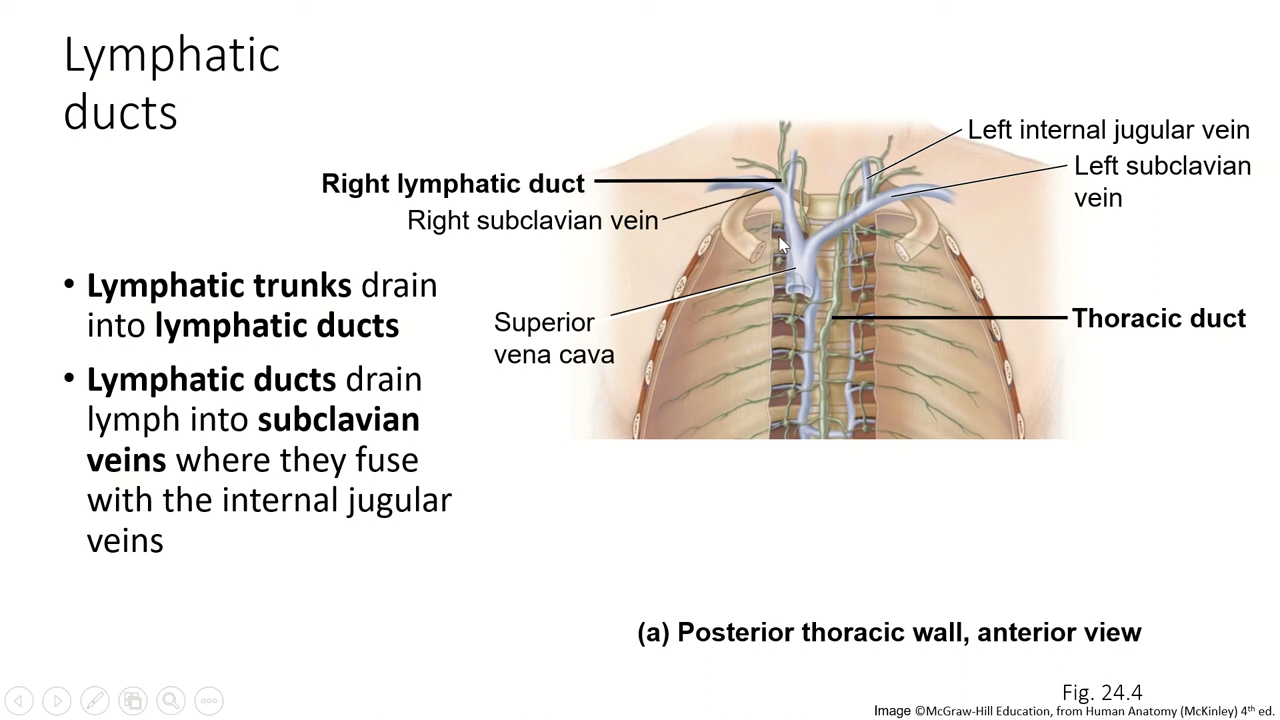 Lymphatic
ducts
Left internal jugular vein
Left subclavian
vein
Right lymphatic duct
Right subclavian vein
• Lymphatic trunks drain
into lymphatic ducts
• Lymphatic ducts drain
lymph into subclavian
veins where they fuse
with the internal jugular
veins
Superior
vena cava
Thoracic duct
(a) Posterior thoracic wall, anterior view
Fig. 24.4
Image ©McGraw-Hill Education, from Human Anatomy (McKinley) 4th ed.